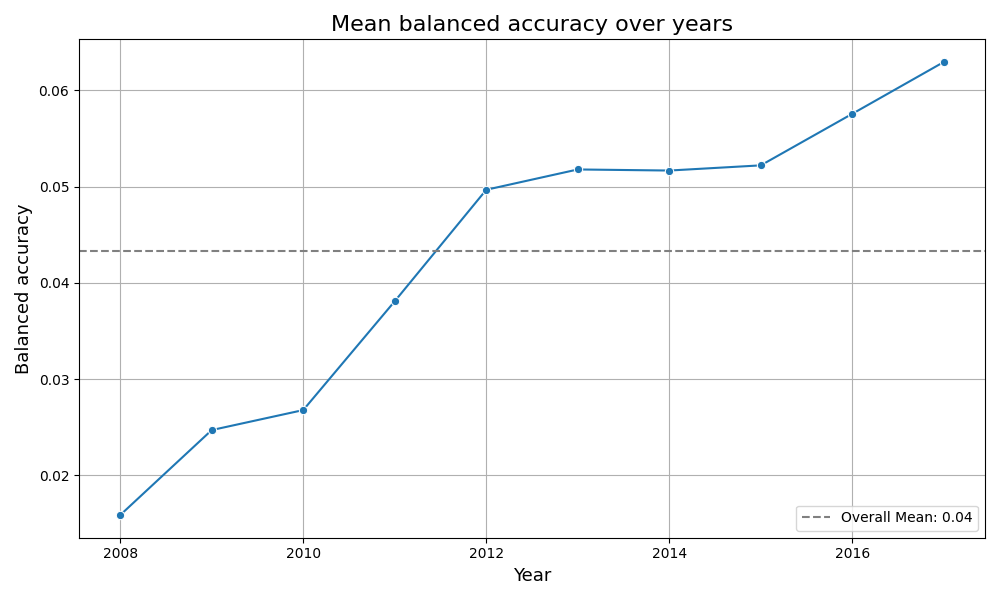 Mean balanced accuracy over years
Balanced accuracy
0.06
0.05
0.04
0.03
0.02
Overall Mean: 0.04
2008
2010
2012
2014
2016
Year